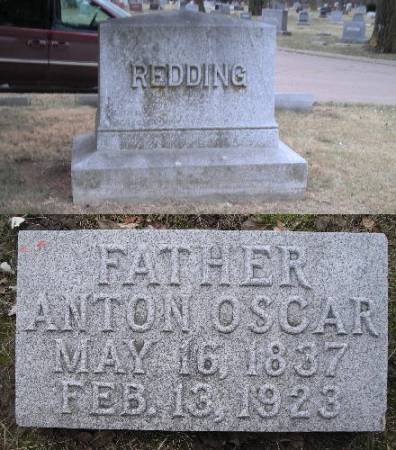 REDDING
FATHER
ANTON OSCAR
MAY 16, 1837
FEB. 13, 1923